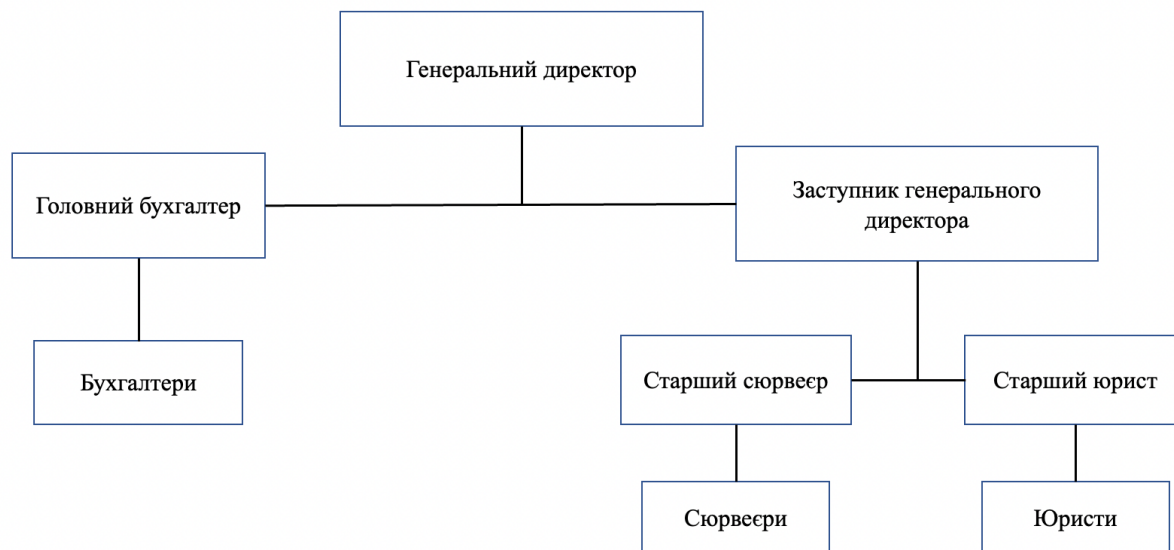 Генеральний директор
Головний бухгалтер
Заступник генерального
директора
Бухгалтери
Старший сюрвеєр
Старший юрист
Сюрвеєри
Юристи